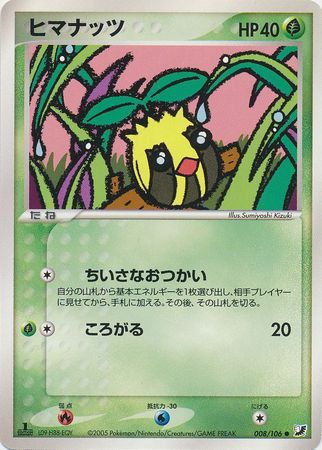 ヒマナッツ
HP40
たね
Illus.Sumiyoshi Kizuki
ちいさなおつかい
自分の山札から基本エネルギーを1枚選び出し、相手プレイヤー
に見せてから、手札に加える。その後、その山札を切る。
ころがる 20
弱点 抵抗力 -30 にげる
1
EDITION
©2005 Pokémon/Nintendo/Creatures/GAME FREAK. 008/106 ●